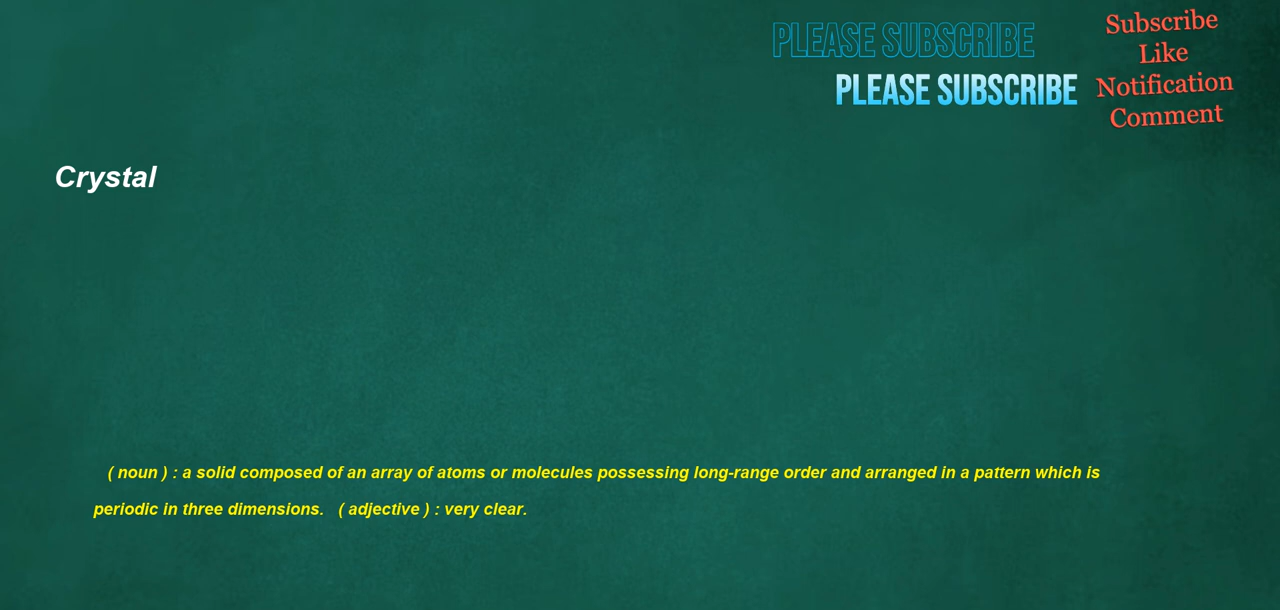 PLEASE SUBSCRIBE
PLEASE SUBSCRIBE
Subscribe
Like
Notification
Comment
Crystal
( noun ) : a solid composed of an array of atoms or molecules possessing long-range order and arranged in a pattern which is
periodic in three dimensions. ( adjective ) : very clear.